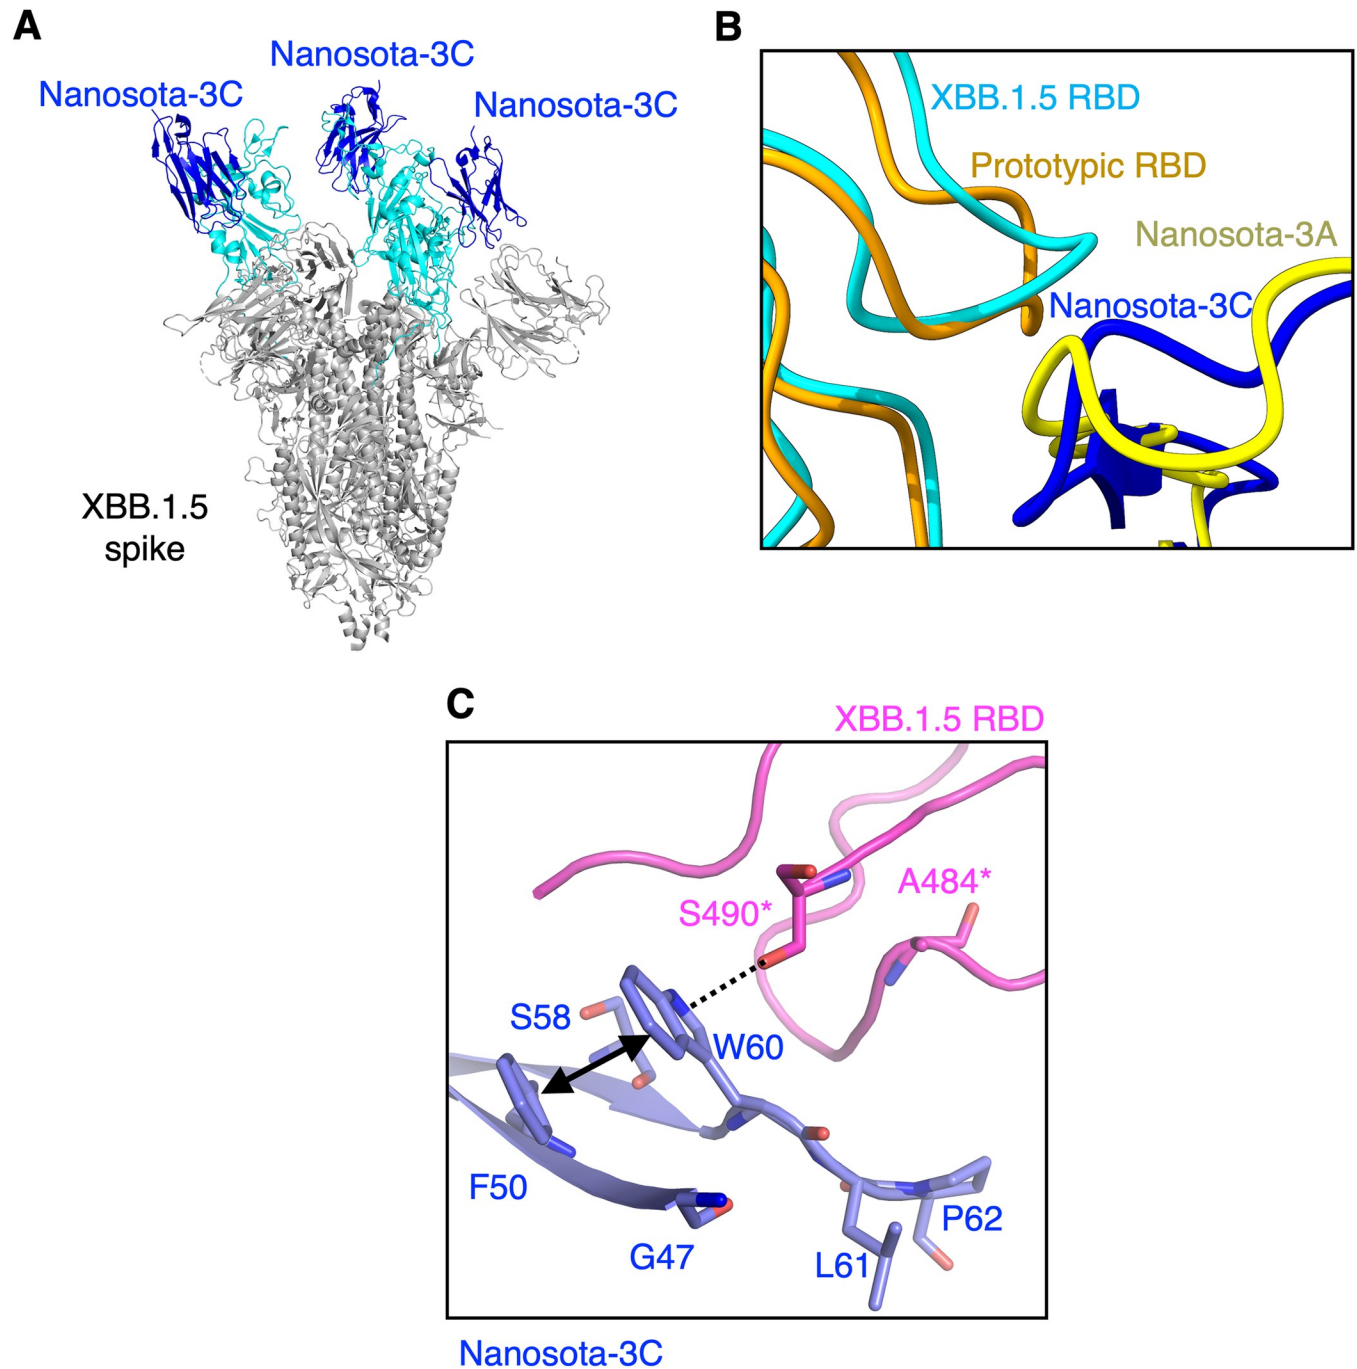 A
Nanosota-3C
Nanosota-3C
Nanosota-3C
XBB.1.5
spike
B
XBB.1.5 RBD
Prototypic RBD
Nanosota-3A
Nanosota-3C
C
XBB.1.5 RBD
A484*
S490*
S58
W60
F50
G47
P62
L61
Nanosota-3C